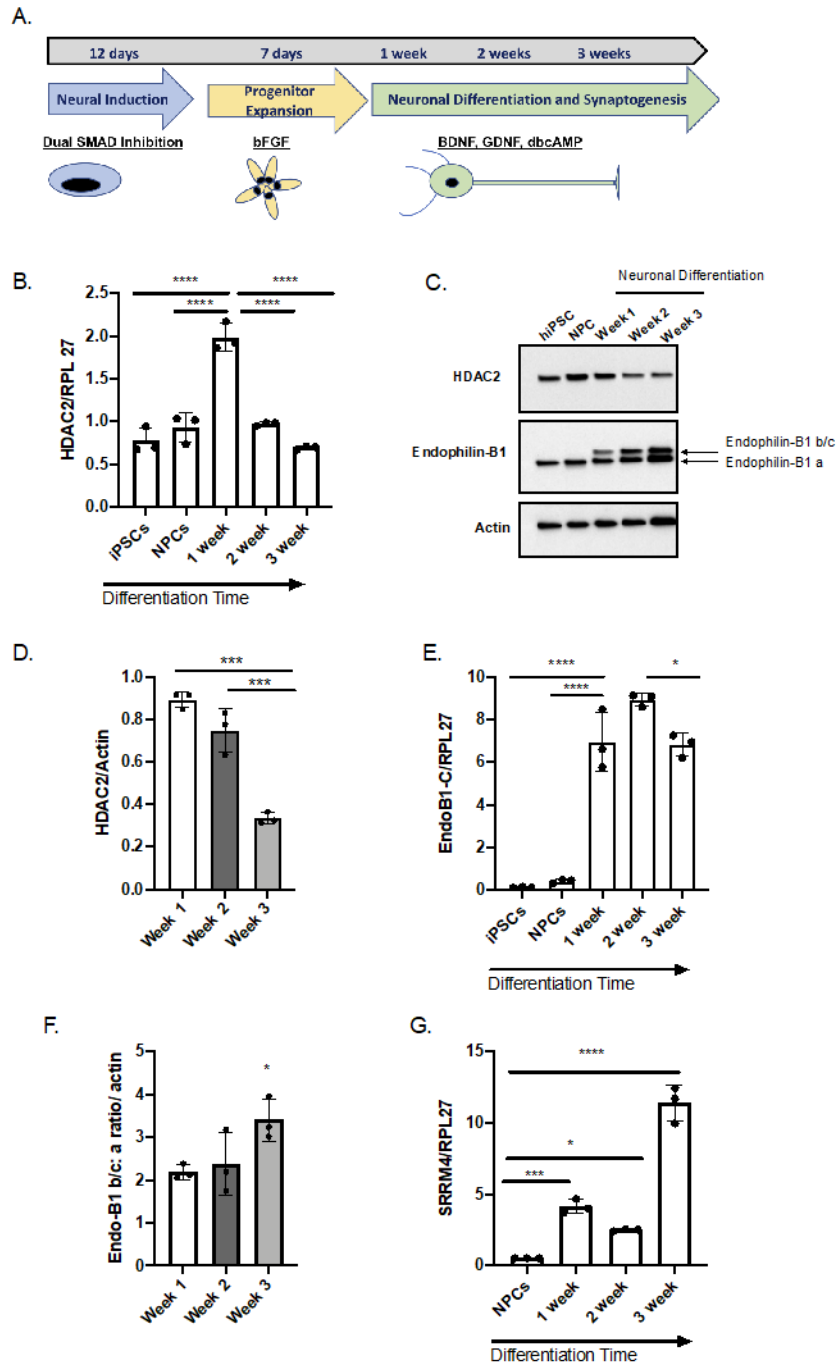 A.
12 days 7 days 1 week 2 weeks 3 weeks
Neural Induction
Progenitor
Expansion
Neuronal Differentiation and Synaptogenesis
Dual SMAD Inhibition
bFGF
BDNF, GDNF, dbcAMP
B.
HDAC2/RPL 27
2.5
2.0
1.5
1.0
0.5
0.0
**** ****
**** ****
iPSCs NPCs 1 week 2 week 3 week
Differentiation Time
C.
Neuronal Differentiation
hiPSC NPC Week 1 Week 2 Week 3
HDAC2
Endophilin-B1
Endophilin-B1 b/c
Endophilin-B1 a
Actin
D.
HDAC2/Actin
1.0
0.8
0.6
0.4
0.2
0.0
***
***
Week 1 Week 2 Week 3
E.
EndoB1-C/RPL27
10
8
6
4
2
0
**** *
****
iPSCs NPCs 1 week 2 week 3 week
Differentiation Time
F.
Endo-B1 b/c: a ratio/ actin
5
4
3
2
1
0
*
Week 1 Week 2 Week 3
G.
SRRM4/RPL27
15
10
5
0
****
*
***
NPCs 1 week 2 week 3 week
Differentiation Time